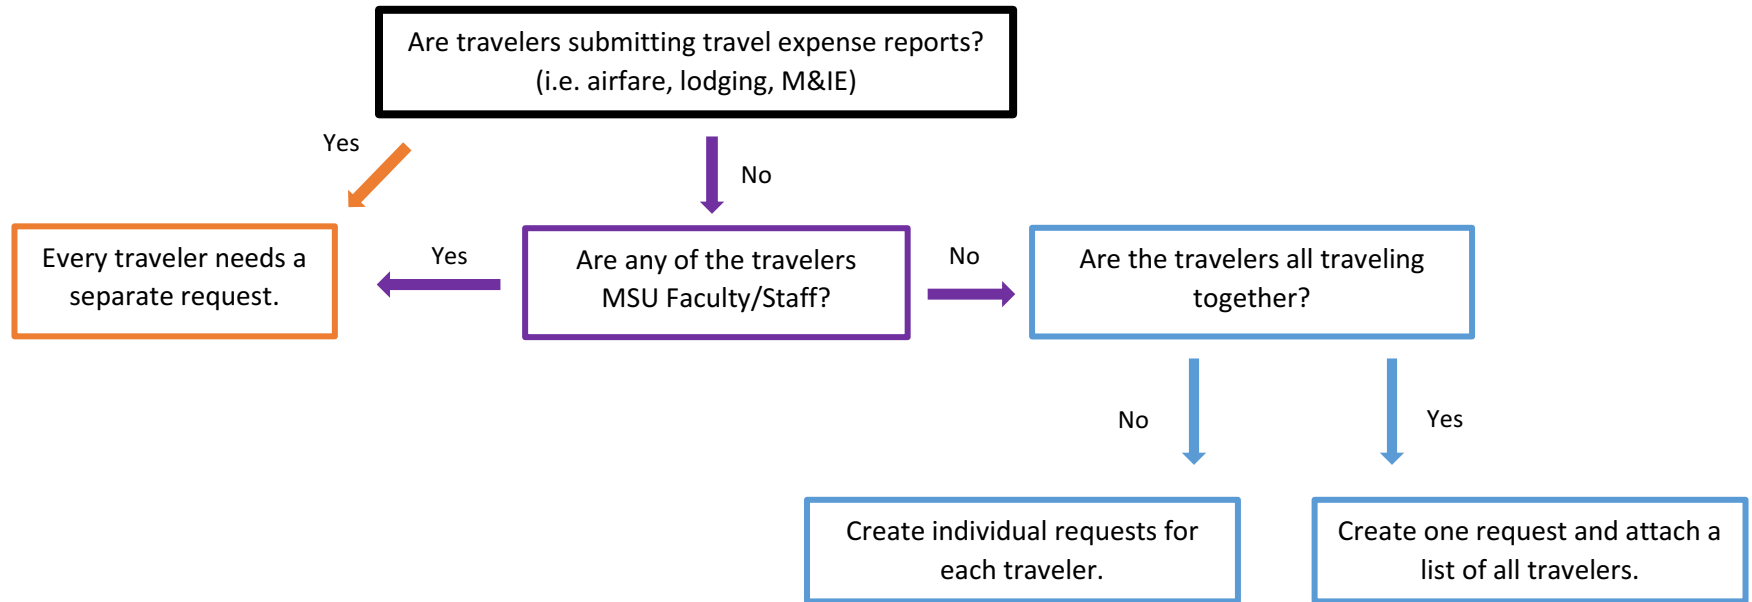 Are travelers submitting travel expense reports?
(i.e. airfare, lodging, M&IE)
Yes
No
Every traveler needs a
separate request.
Yes
Are any of the travelers
MSU Faculty/Staff?
No
Are the travelers all traveling
together?
No
Yes
Create individual requests for
each traveler.
Create one request and attach a
list of all travelers.